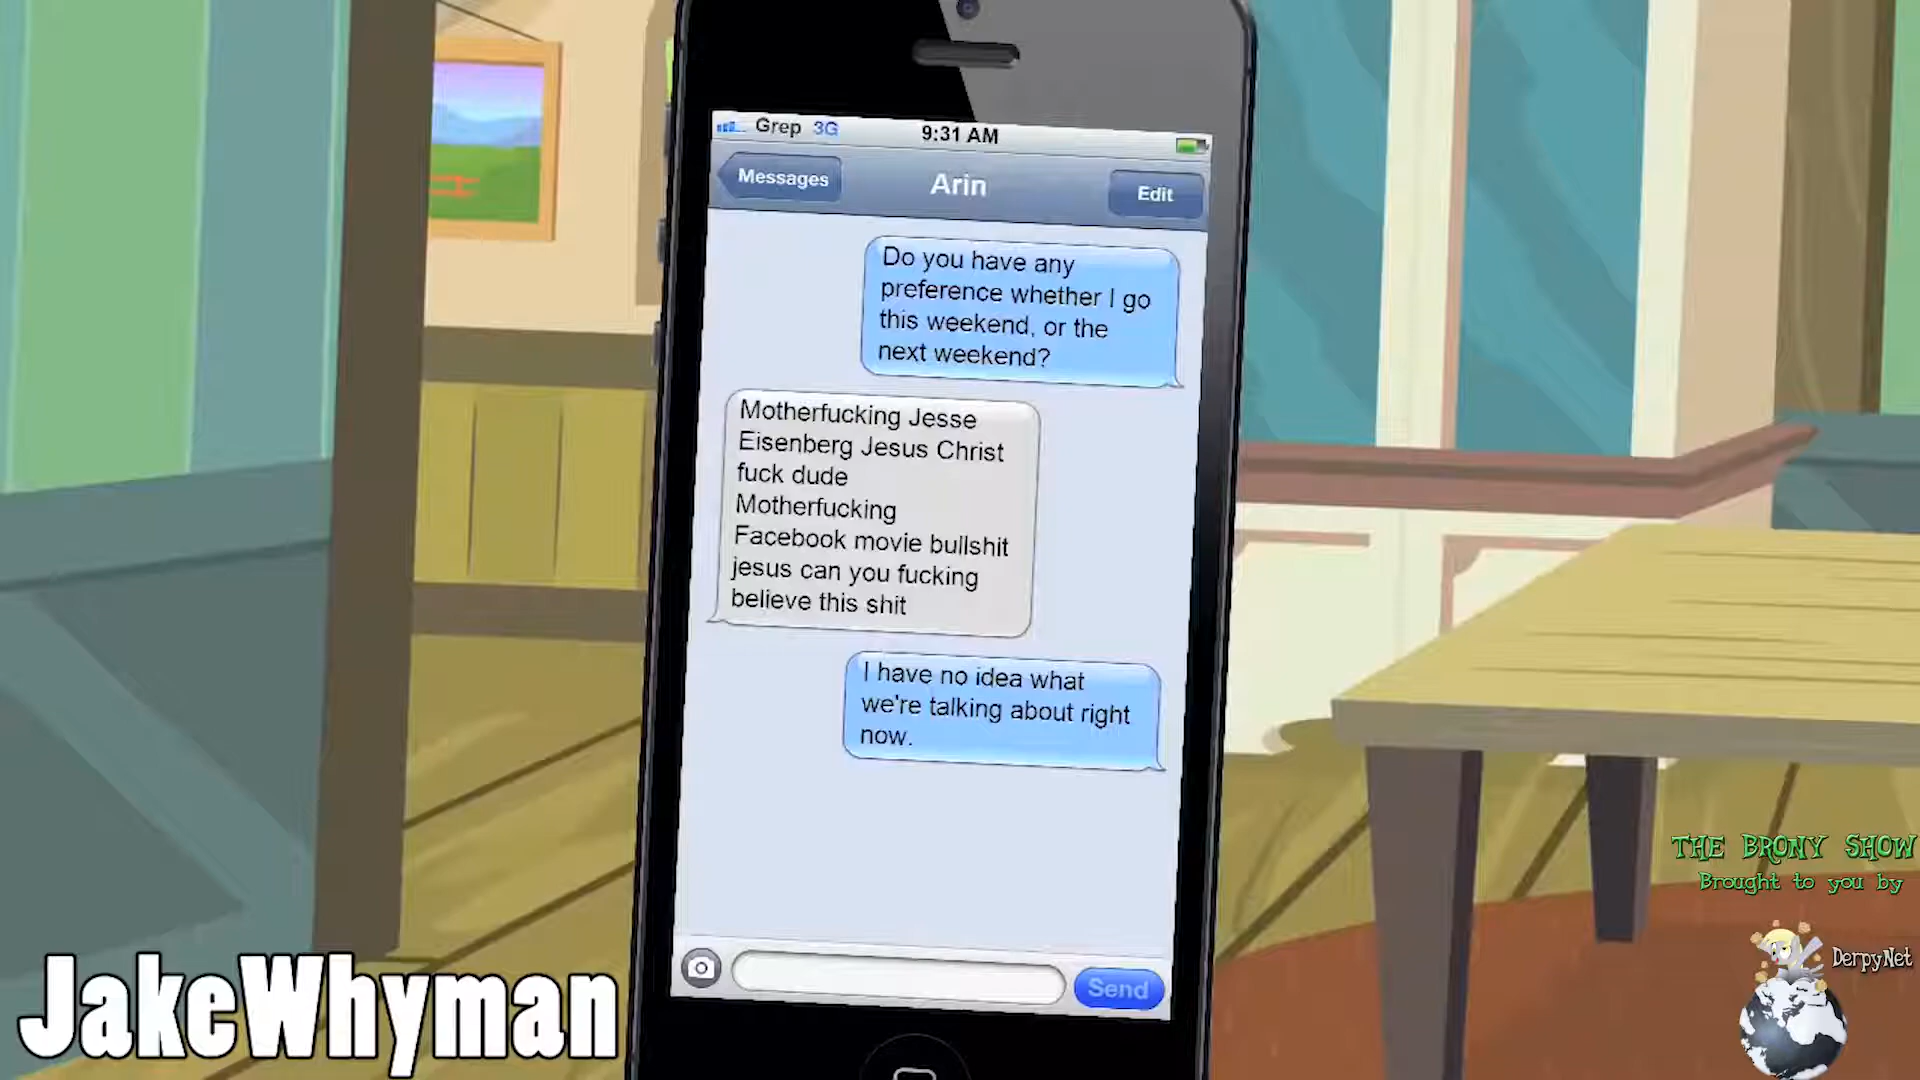 Grep 3G 9:31 AM
Messages Arin Edit
Do you have any
preference whether I go
this weekend, or the
next weekend?
Motherfucking Jesse
Eisenberg Jesus Christ
fuck dude
Motherfucking
Facebook movie bullshit
jesus can you fucking
believe this shit
I have no idea what
we're talking about right
now.
Send
JakeWhyman
THE BRONY SHOW
Brought to you by
DerpyNet